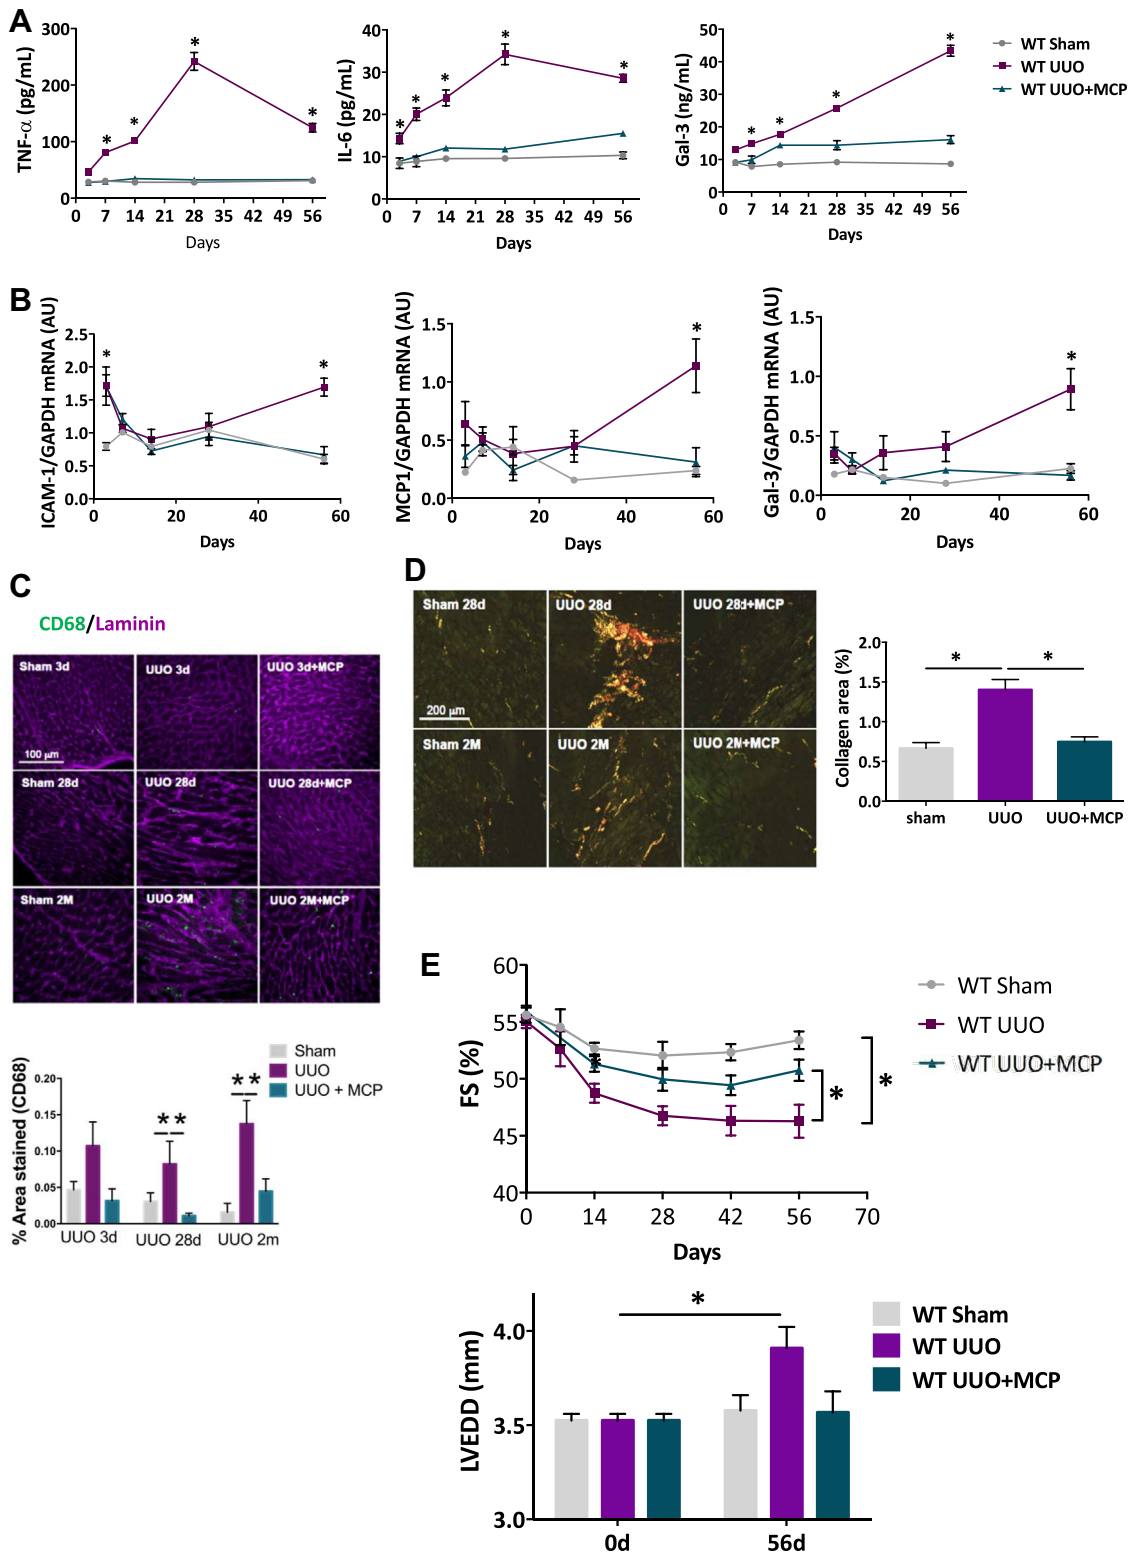 A
TNF-α (pg/mL)
300
200
100
0
0 7 14 21 28 35 42 49 56
Days
*
*
*
*
IL-6 (pg/mL)
40
30
20
10
0
0 7 14 21 28 35 42 49 56
Days
*
*
*
*
*
Gal-3 (ng/mL)
50
40
30
20
10
0
0 7 14 21 28 35 42 49 56
Days
*
*
*
*
WT Sham
WT UUO
WT UUO+MCP
B
ICAM-1/GAPDH mRNA (AU)
2.5
2.0
1.5
1.0
0.5
0.0
0 20 40 60
Days
*
*
MCP1/GAPDH mRNA (AU)
1.5
1.0
0.5
0.0
0 20 40 60
Days
*
Gal-3/GAPDH mRNA (AU)
1.5
1.0
0.5
0.0
0 20 40 60
Days
*
C
CD68/Laminin
Sham 3d
UUO 3d
UUO 3d+MCP
100 µm
Sham 28d
UUO 28d
UUO 28d+MCP
Sham 2M
UUO 2M
UUO 2M+MCP
Sham
UUO
UUO + MCP
% Area stained (CD68)
0.20
0.15
0.10
0.05
0.00
* *
* *
UUO 3d UUO 28d UUO 2m
D
Sham 28d
UUO 28d
UUO 28d+MCP
200 µm
Sham 2M
UUO 2M
UUO 2M+MCP
Collagen area (%)
2.0
1.5
1.0
0.5
0.0
* *
sham UUO UUO+MCP
E
FS (%)
60
55
50
45
40
0 14 28 42 56 70
Days
*
*
*
WT Sham
WT UUO
WT UUO+MCP
LVEDD (mm)
4.0
3.5
3.0
*
0d 56d
WT Sham
WT UUO
WT UUO+MCP